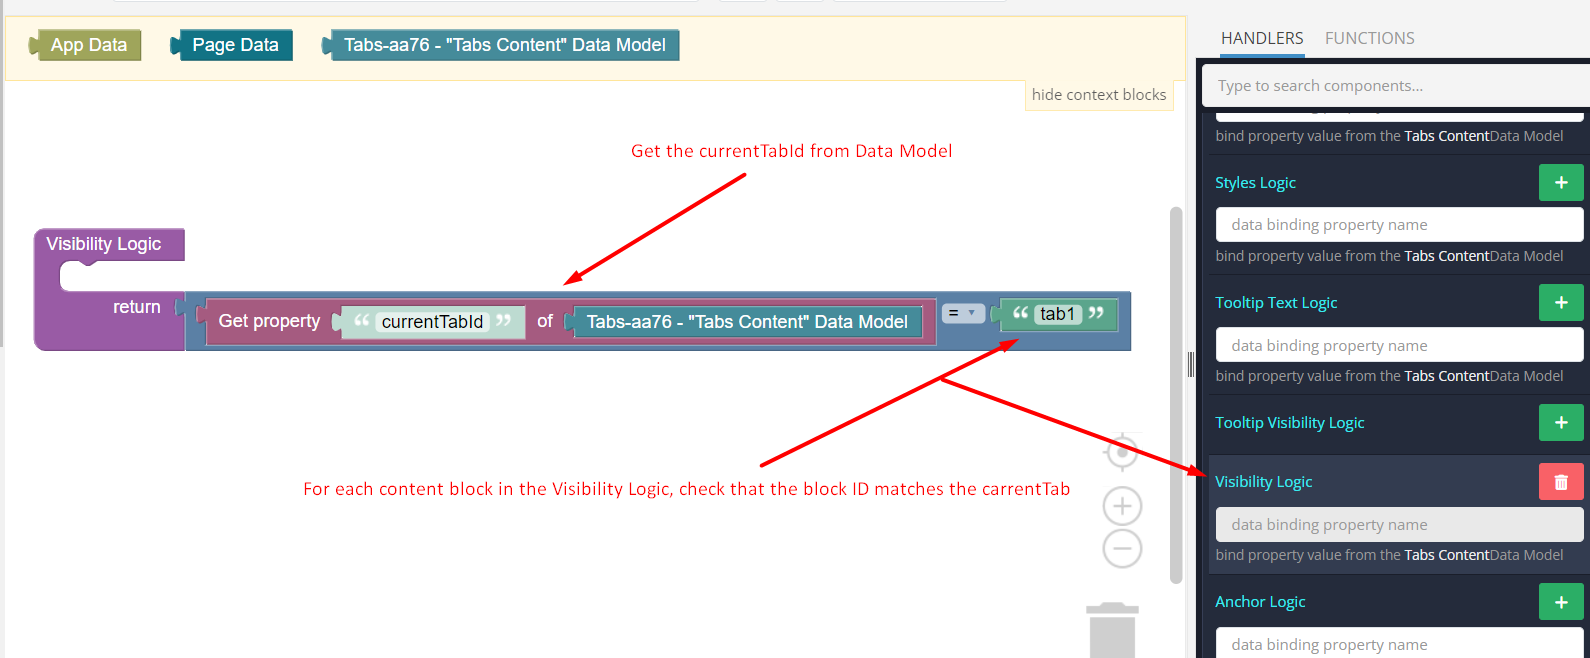 App Data
Page Data
Tabs-aa76 - "Tabs Content" Data Model
hide context blocks
Get the currentTabId from Data Model
Visibility Logic
return
Get property “ currentTabId ” of Tabs-aa76 - "Tabs Content" Data Model = ▾ “ tab1 ”
For each content block in the Visibility Logic, check that the block ID matches the carrentTab
HANDLERS FUNCTIONS
Type to search components...
bind property value from the Tabs ContentData Model
Styles Logic
+
data binding property name
bind property value from the Tabs ContentData Model
Tooltip Text Logic
+
data binding property name
bind property value from the Tabs ContentData Model
Tooltip Visibility Logic
+
Visibility Logic
data binding property name
bind property value from the Tabs ContentData Model
Anchor Logic
+
data binding property name